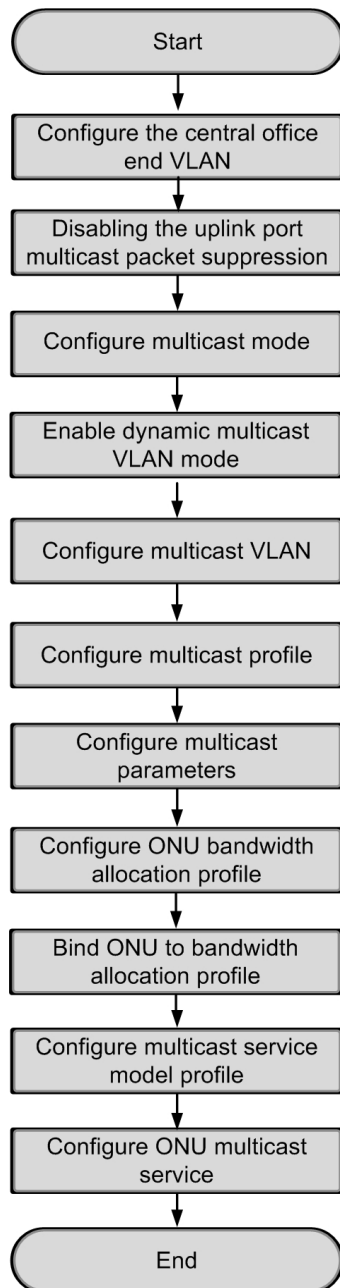 Start
Configure the central office
end VLAN
Disabling the uplink port
multicast packet suppression
Configure multicast mode
Enable dynamic multicast
VLAN mode
Configure multicast VLAN
Configure multicast profile
Configure multicast
parameters
Configure ONU bandwidth
allocation profile
Bind ONU to bandwidth
allocation profile
Configure multicast service
model profile
Configure ONU multicast
service
End